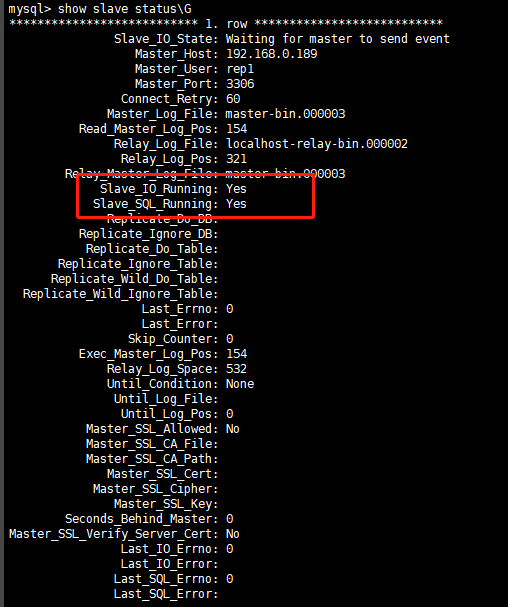 mysql> show slave status\G
*************************** 1. row ***************************
Slave_IO_State: Waiting for master to send event
Master_Host: 192.168.0.189
Master_User: rep1
Master_Port: 3306
Connect_Retry: 60
Master_Log_File: master-bin.000003
Read_Master_Log_Pos: 154
Relay_Log_File: localhost-relay-bin.000002
Relay_Log_Pos: 321
Relay_Master_Log_File: master-bin.000003
Slave_IO_Running: Yes
Slave_SQL_Running: Yes
Replicate_Do_DB:
Replicate_Ignore_DB:
Replicate_Do_Table:
Replicate_Ignore_Table:
Replicate_Wild_Do_Table:
Replicate_Wild_Ignore_Table:
Last_Errno: 0
Last_Error:
Skip_Counter: 0
Exec_Master_Log_Pos: 154
Relay_Log_Space: 532
Until_Condition: None
Until_Log_File:
Until_Log_Pos: 0
Master_SSL_Allowed: No
Master_SSL_CA_File:
Master_SSL_CA_Path:
Master_SSL_Cert:
Master_SSL_Cipher:
Master_SSL_Key:
Seconds_Behind_Master: 0
Master_SSL_Verify_Server_Cert: No
Last_IO_Errno: 0
Last_IO_Error:
Last_SQL_Errno: 0
Last_SQL_Error: